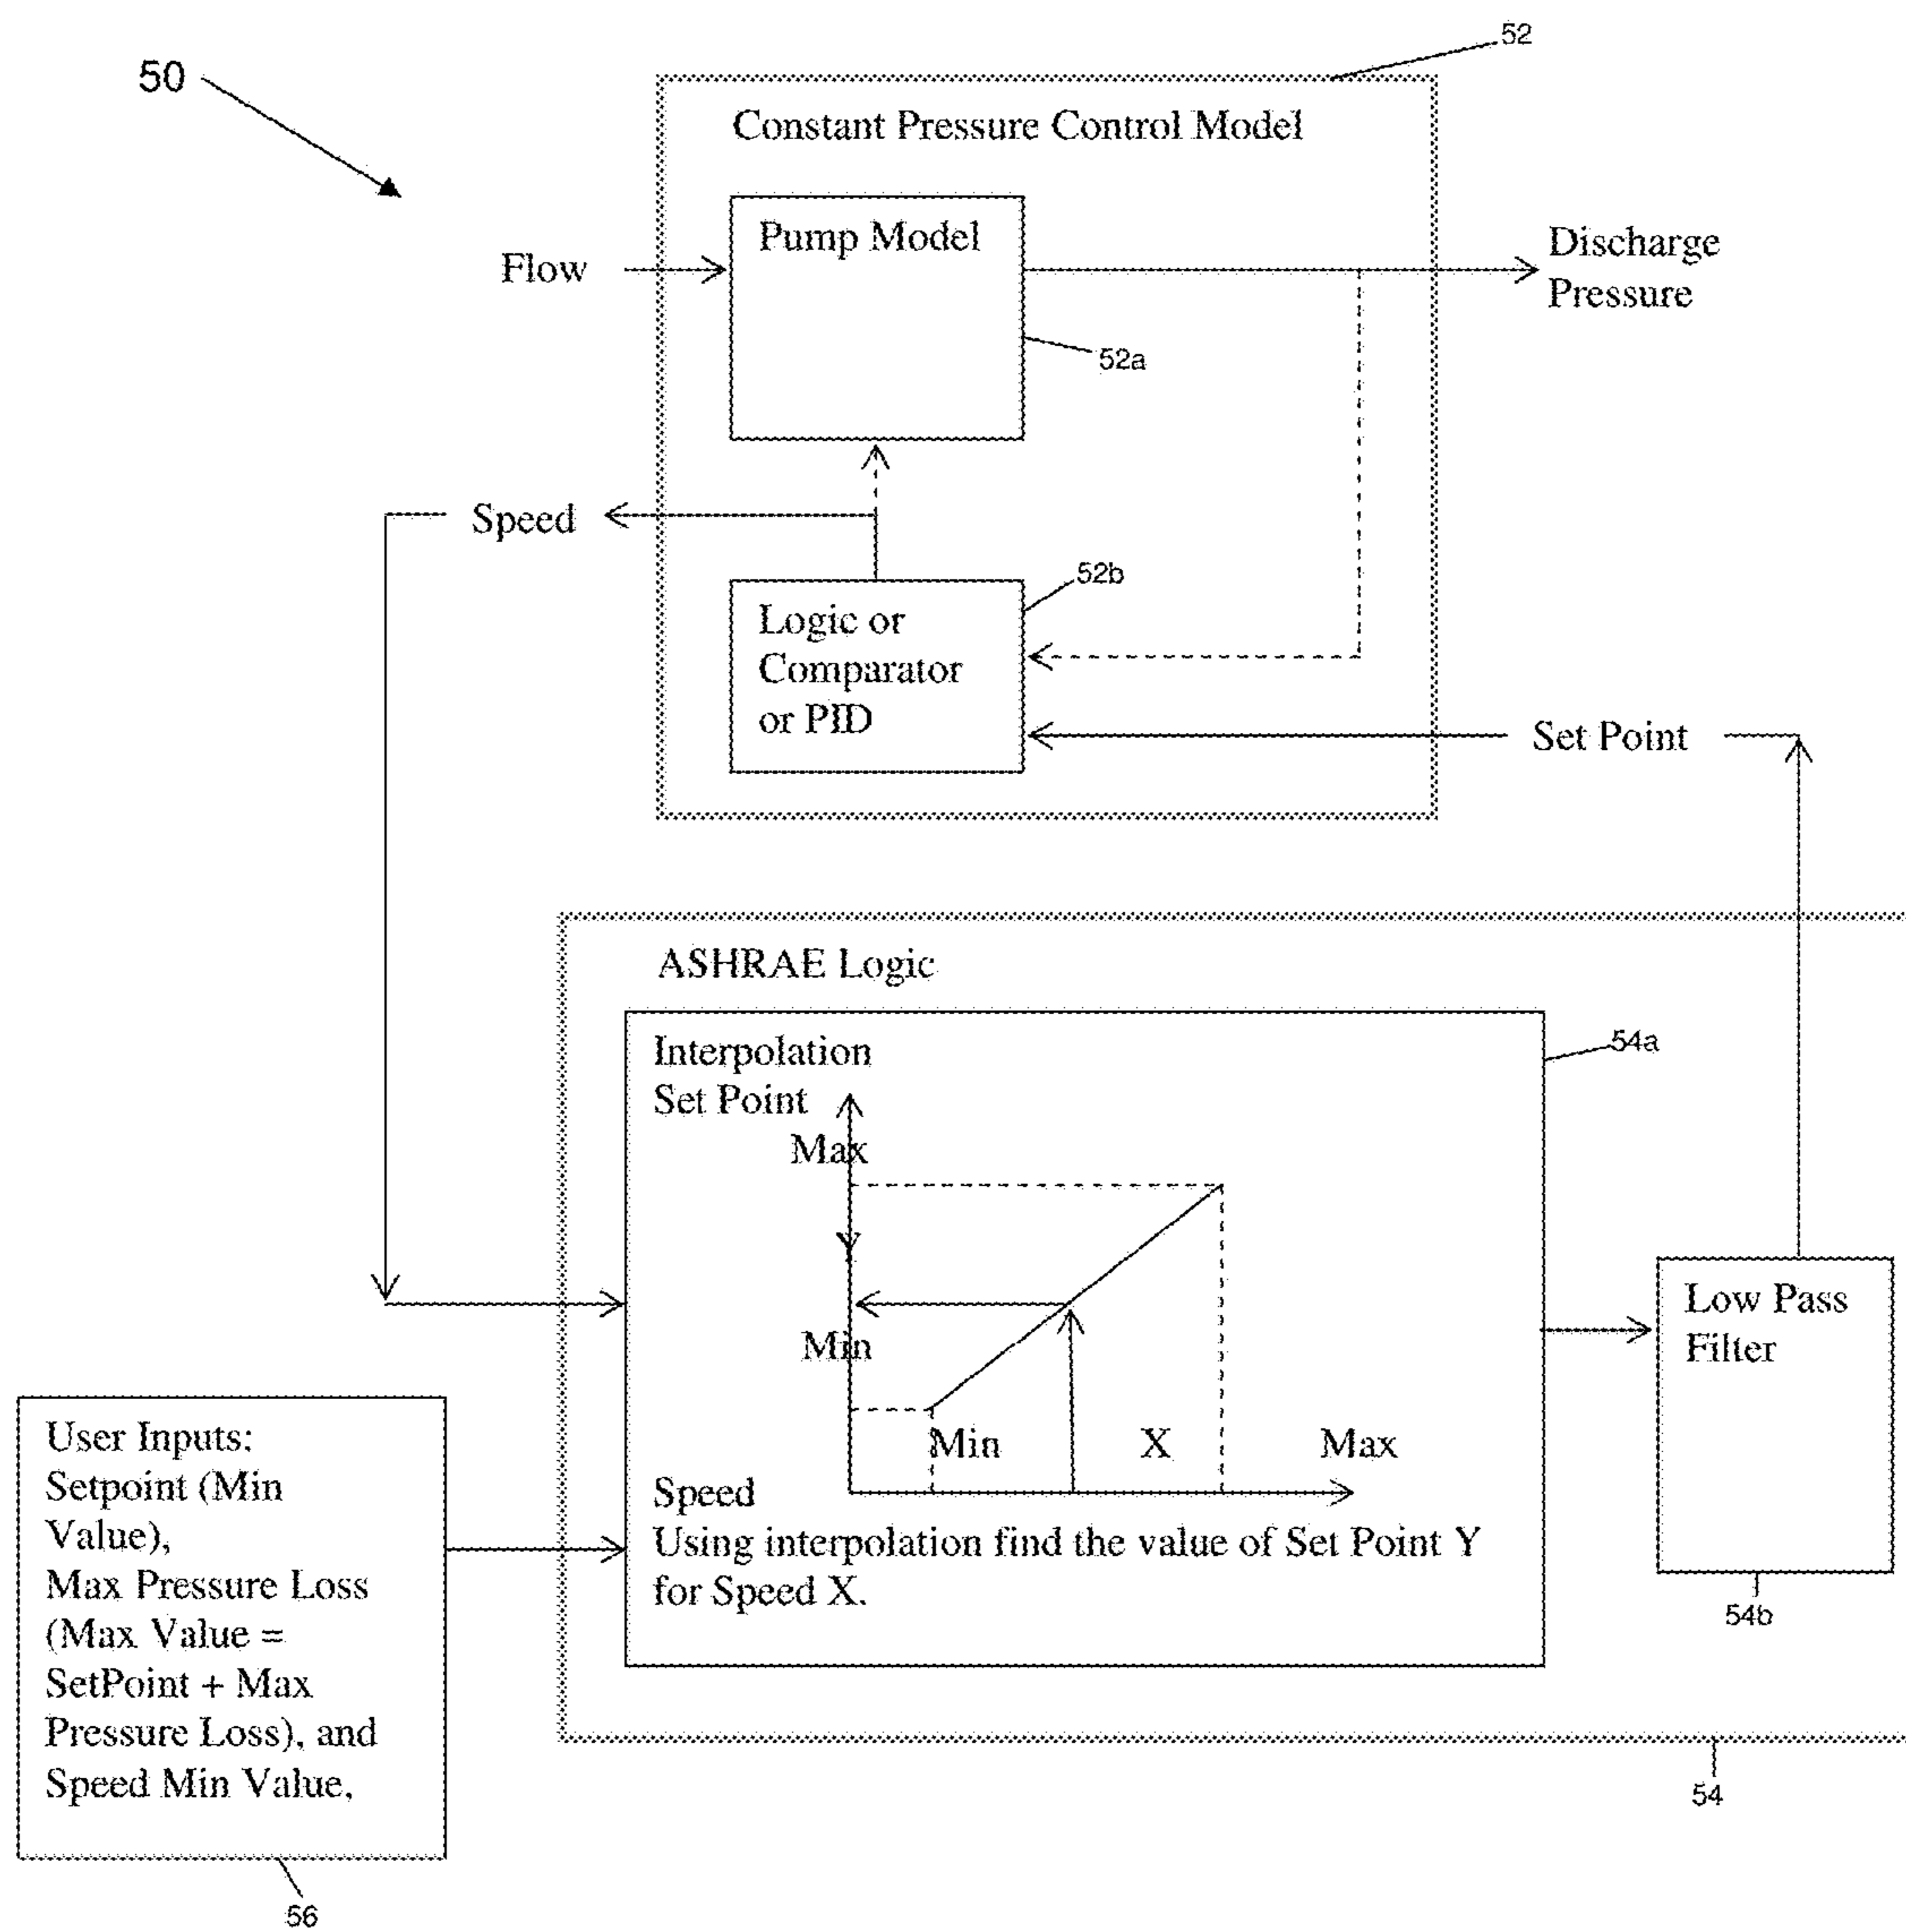 52
50
Constant Pressure Control Model
Pump Model
Flow
Discharge
Pressure
52a
Speed
52b
Logic or
Comparator
or PID
Set Point
ASHRAE Logic
Interpolation
Set Point
54a
Max
Y
Min
Low Pass
Filter
Min X Max
Speed
Using interpolation find the value of Set Point Y
for Speed X.
54b
User Inputs:
Setpoint (Min
Value),
Max Pressure Loss
(Max Value =
SetPoint + Max
Pressure Loss), and
Speed Min Value,
54
56